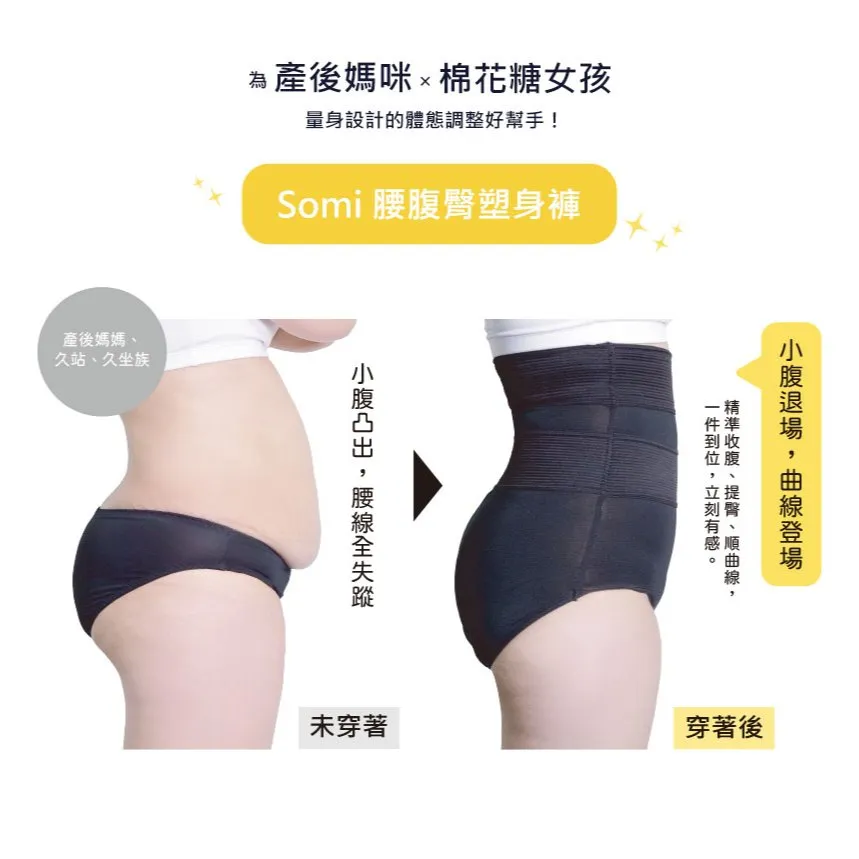 為 產後媽咪 × 棉花糖女孩
量身設計的體態調整好幫手！
Somi 腰腹臀塑身褲
產後媽媽、
久站、久坐族
小腹凸出，腰線全失蹤
未穿著
小腹退場，曲線登場
精準收腹、提臀、順曲線，
一件到位，立刻有感。
穿著後